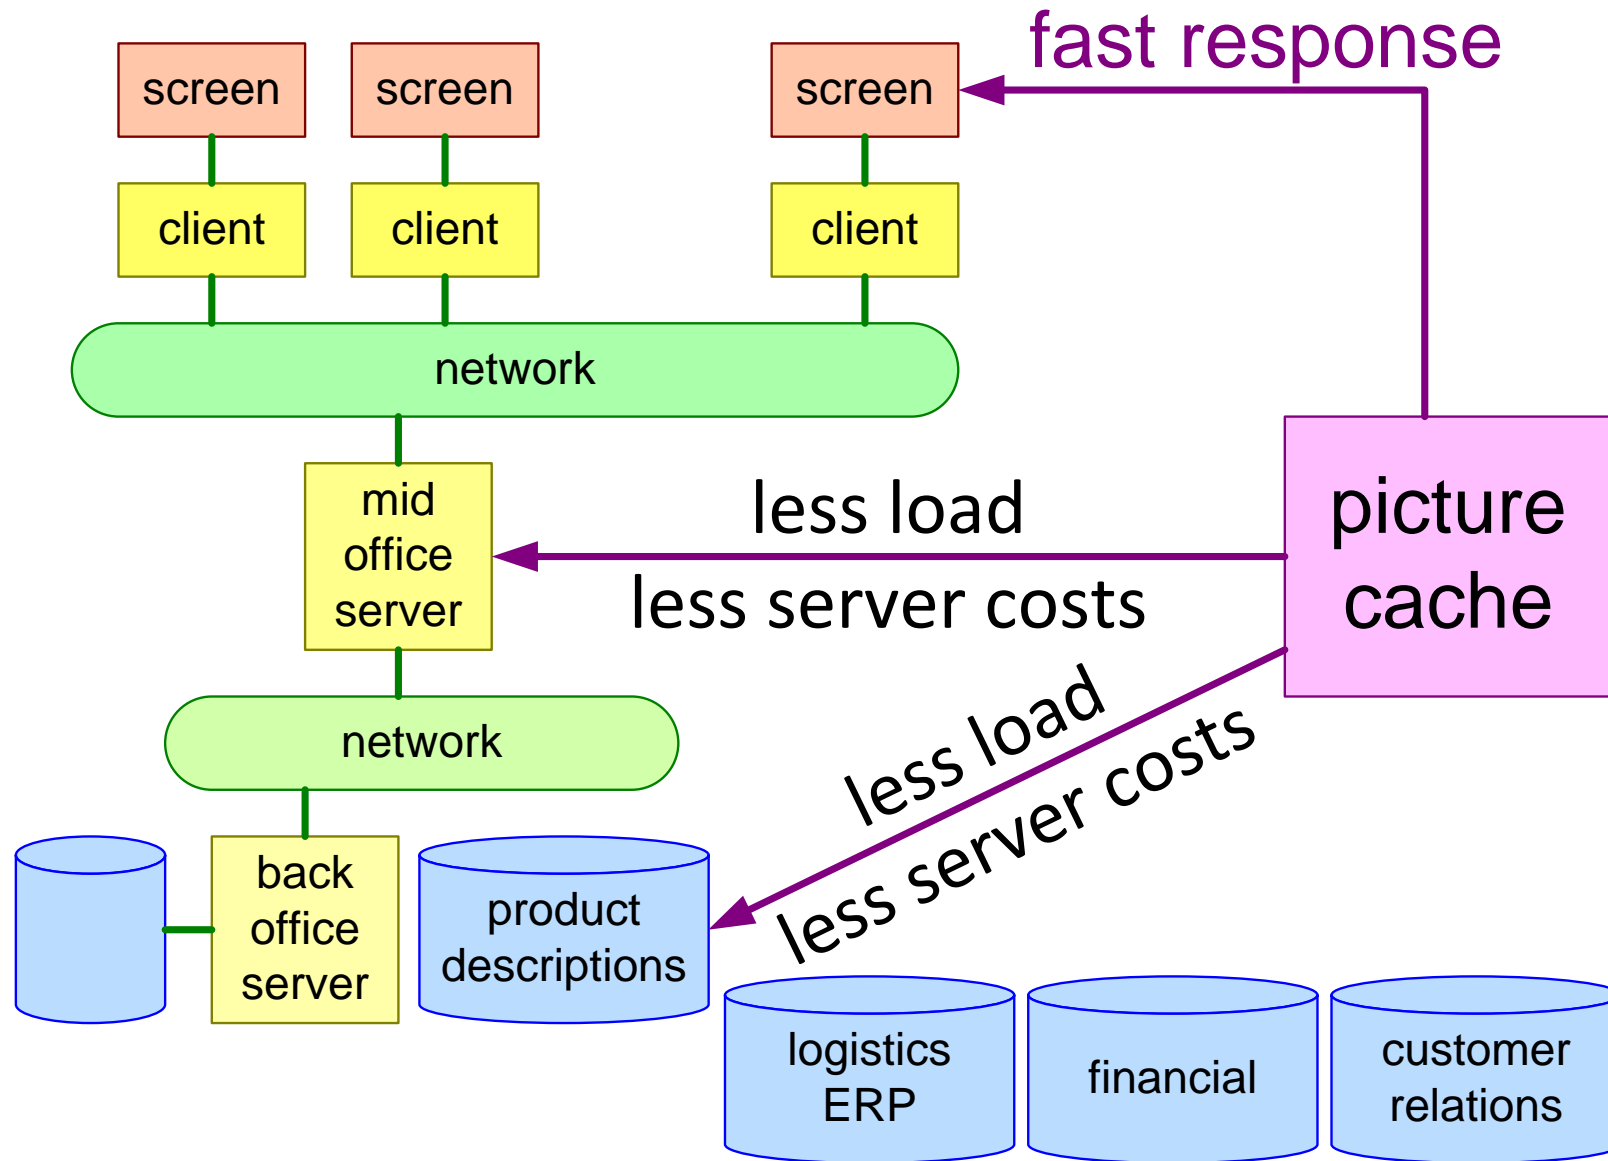 fast response
screen
screen
screen
client
client
client
network
mid
office
server
less load
less server costs
picture
cache
network
less load
less server costs
back
office
server
product
descriptions
logistics
ERP
financial
customer
relations